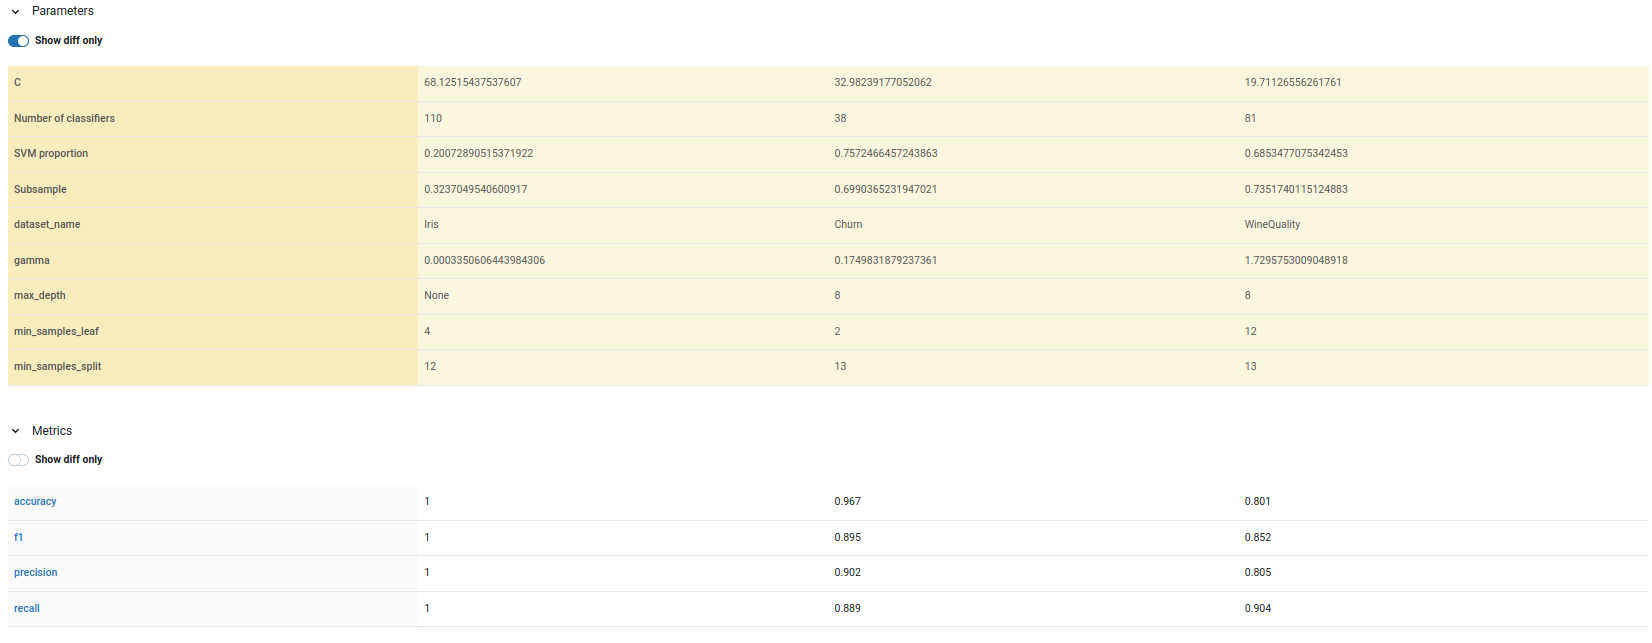 Parameters
Show diff only
C 68.12515437537607 32.98239177052062 19.71126556261761
Number of classifiers 110 38 81
SVM proportion 0.20072890515371922 0.7572466457243863 0.6853477075342453
Subsample 0.3237049540600917 0.6990365231947021 0.7351740115124883
dataset_name Iris Churn WineQuality
gamma 0.0003350606443984306 0.1749831879237361 1.7295753009048918
max_depth None 8 8
min_samples_leaf 4 2 12
min_samples_split 12 13 13
Metrics
Show diff only
accuracy 1 0.967 0.801
f1 1 0.895 0.852
precision 1 0.902 0.805
recall 1 0.889 0.904